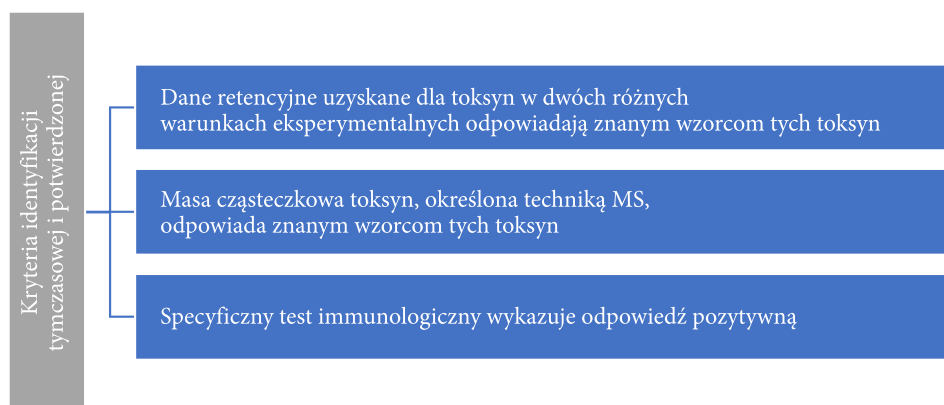 Kryteria identyfikacji
tymczasowej i potwierdzonej
Dane retencyjne uzyskane dla toksyn w dwóch różnych
warunkach eksperymentalnych odpowiadają znanym wzorcom tych toksyn
Masa cząsteczkowa toksyn, określona techniką MS,
odpowiada znanym wzorcom tych toksyn
Specyficzny test immunologiczny wykazuje odpowiedź pozytywną